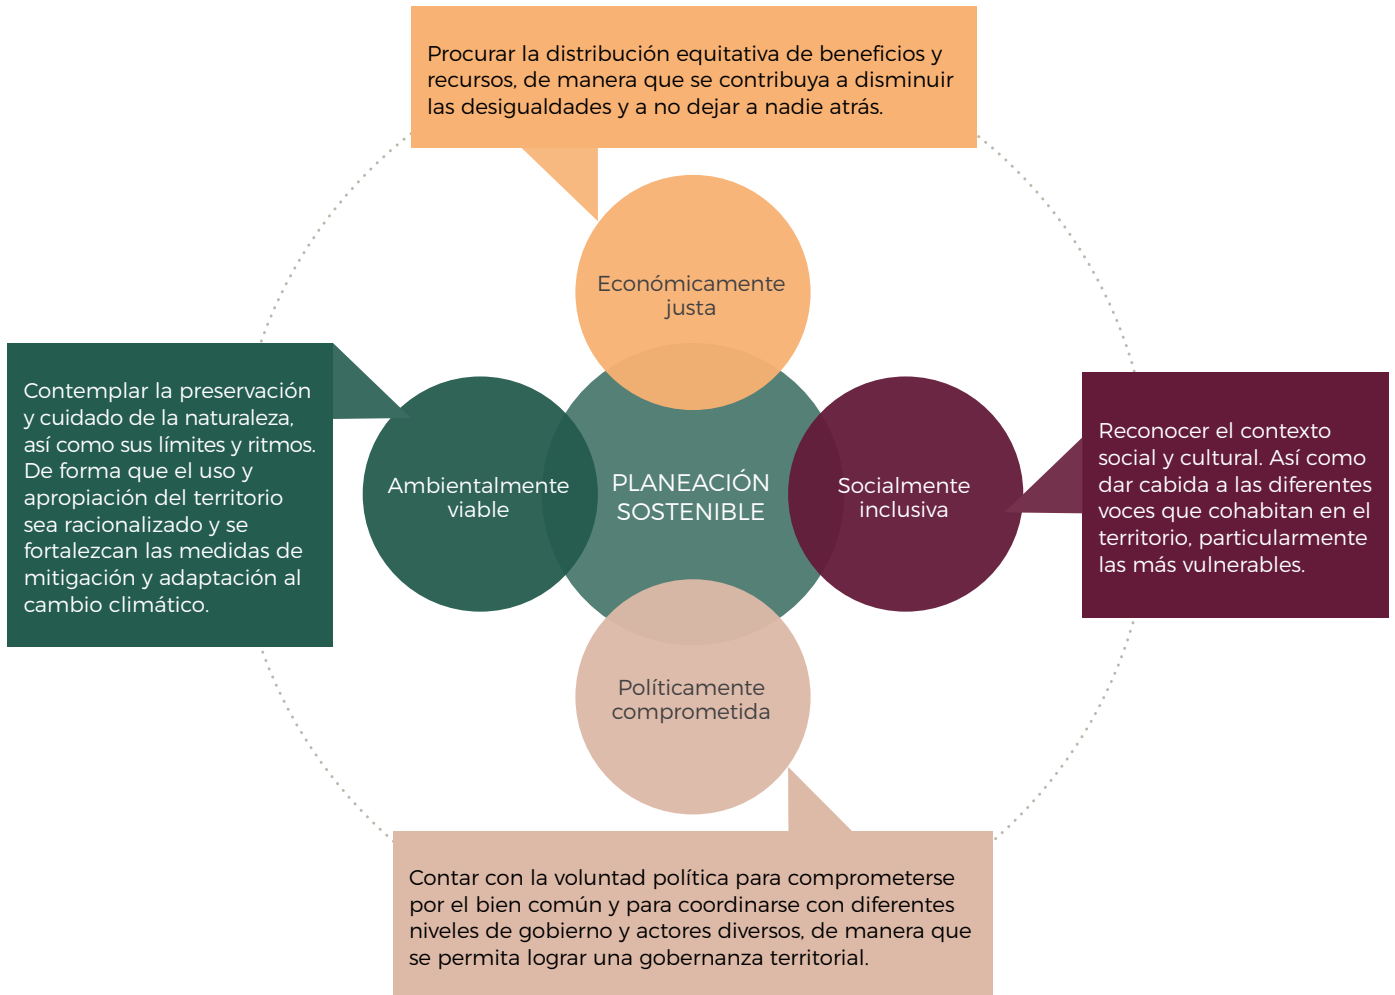 Procurar la distribución equitativa de beneficios y
recursos, de manera que se contribuya a disminuir
las desigualdades y a no dejar a nadie atrás.
Económicamente
justa
Contemplar la preservación
y cuidado de la naturaleza,
así como sus límites y ritmos.
De forma que el uso y
apropiación del territorio
sea racionalizado y se
fortalezcan las medidas de
mitigación y adaptación al
cambio climático.
Ambientalmente
viable
PLANEACIÓN
SOSTENIBLE
Socialmente
inclusiva
Reconocer el contexto
social y cultural. Así como
dar cabida a las diferentes
voces que cohabitan en el
territorio, particularmente
las más vulnerables.
Políticamente
comprometida
Contar con la voluntad política para comprometerse
por el bien común y para coordinarse con diferentes
niveles de gobierno y actores diversos, de manera que
se permita lograr una gobernanza territorial.